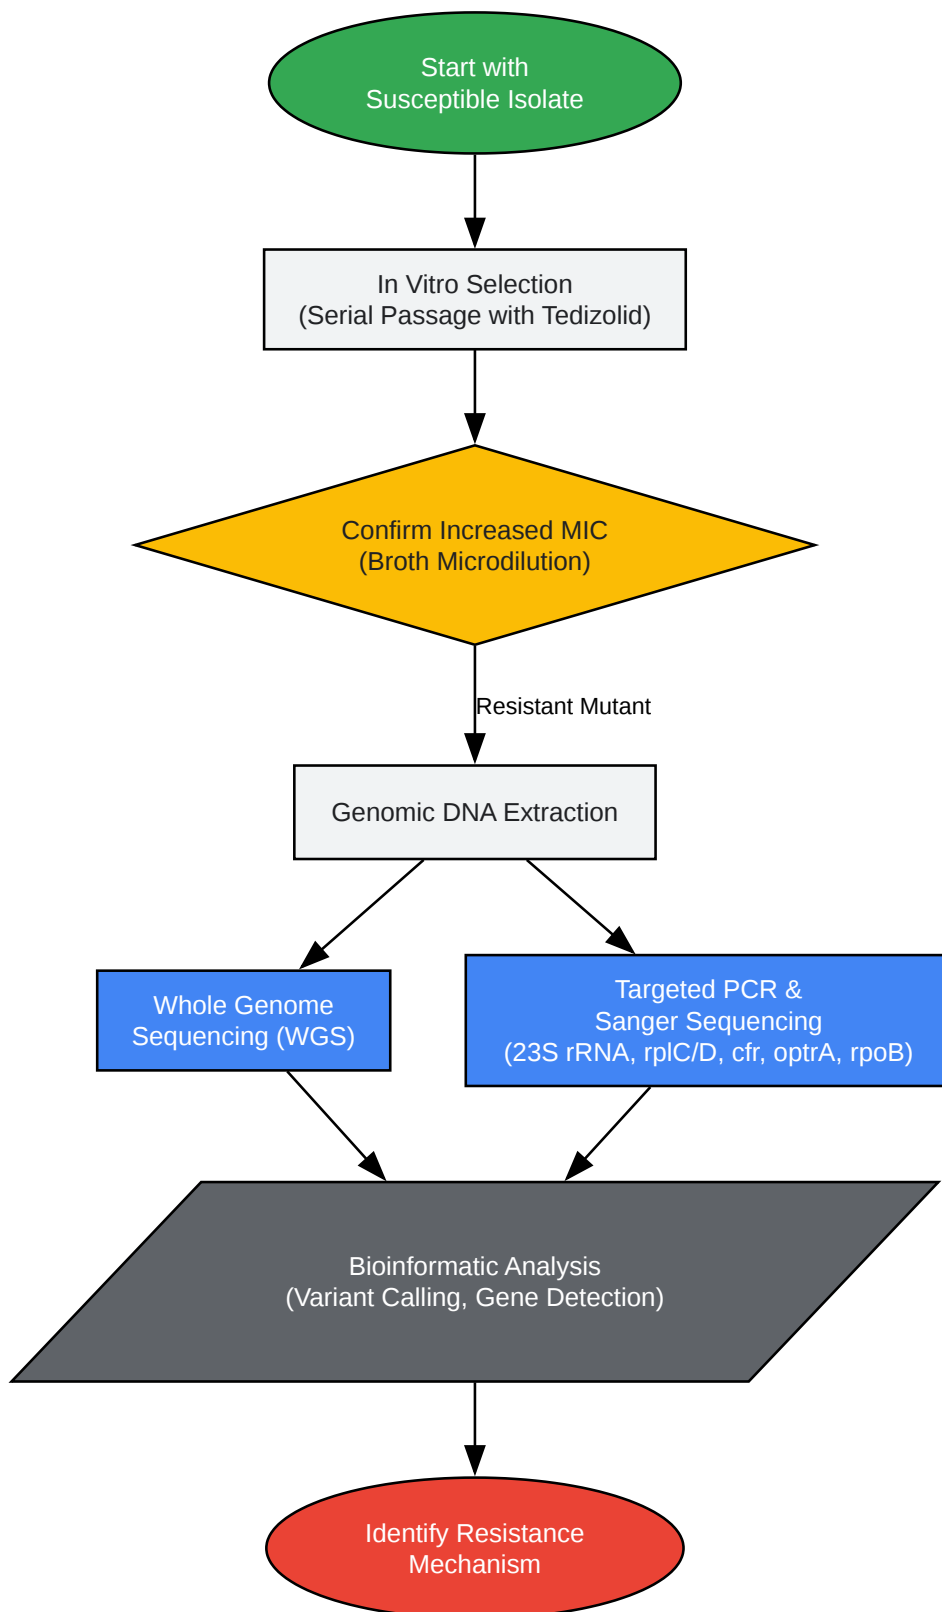 Start with
Susceptible Isolate
In Vitro Selection
(Serial Passage with Tedizolid)
Confirm Increased MIC
(Broth Microdilution)
Resistant Mutant
Genomic DNA Extraction
Whole Genome
Sequencing (WGS)
Targeted PCR &
Sanger Sequencing
(23S rRNA, rplC/D, cfr, optrA, rpoB)
Bioinformatic Analysis
(Variant Calling, Gene Detection)
Identify Resistance
Mechanism